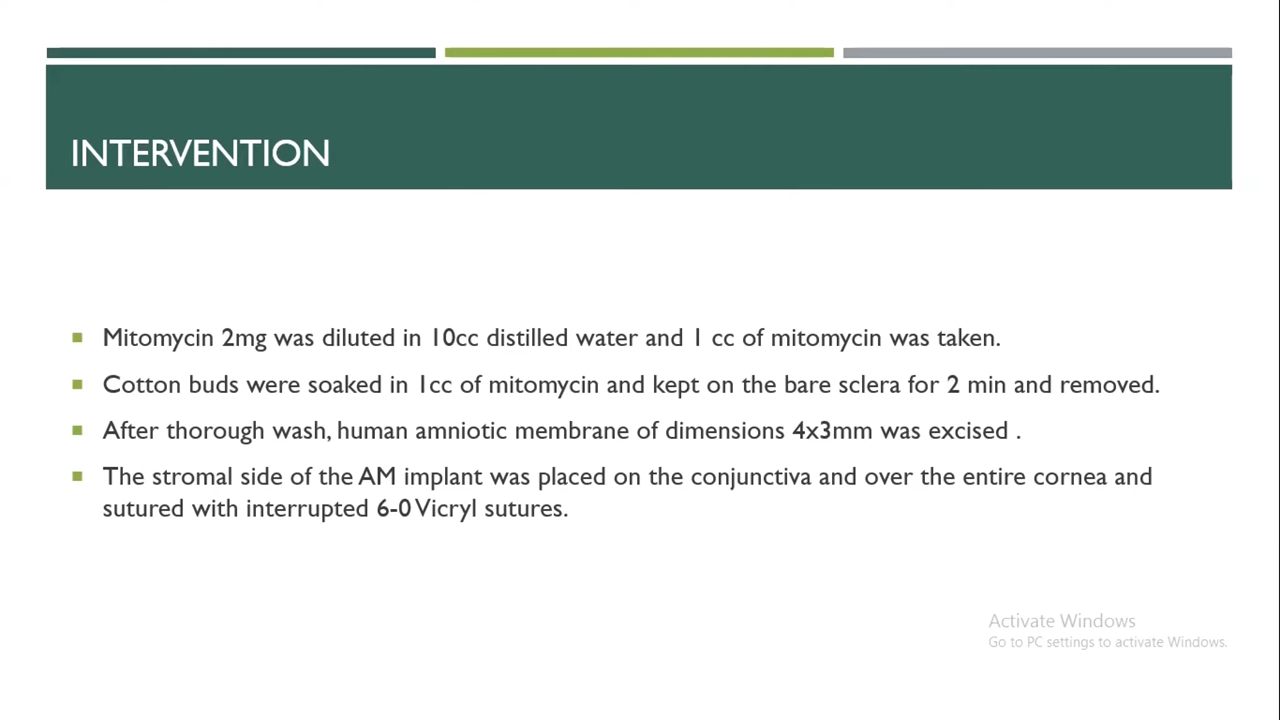 INTERVENTION
Mitomycin 2mg was diluted in 10cc distilled water and 1 cc of mitomycin was taken.
Cotton buds were soaked in 1cc of mitomycin and kept on the bare sclera for 2 min and removed.
After thorough wash, human amniotic membrane of dimensions 4x3mm was excised .
The stromal side of the AM implant was placed on the conjunctiva and over the entire cornea and
sutured with interrupted 6-0 Vicryl sutures.
Activate Windows
Go to PC settings to activate Windows.